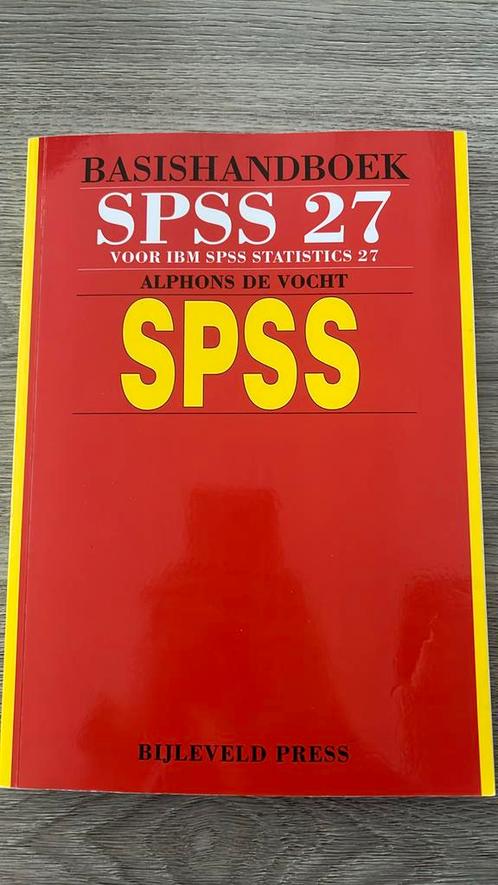 BASISHANDBOEK
SPSS 27
VOOR IBM SPSS STATISTICS 27
ALPHONS DE VOCHT
SPSS
BIJLEVELD PRESS